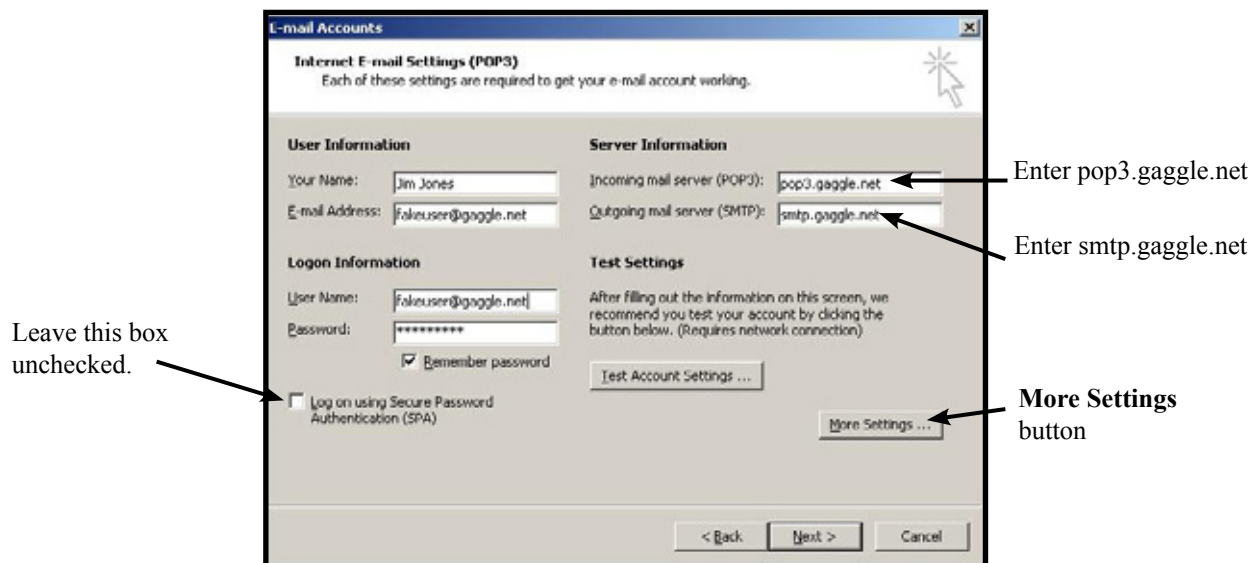 E-mail Accounts
Internet E-mail Settings (POP3)
Each of these settings are required to get your e-mail account working.
User Information
Your Name: Jim Jones
E-mail Address: fakeuser@gaggle.net
Server Information
Incoming mail server (POP3): pop3.gaggle.net
Outgoing mail server (SMTP): smtp.gaggle.net
Enter pop3.gaggle.net
Enter smtp.gaggle.net
Logon Information
User Name: fakeuser@gaggle.net
Password: *********
Remember password
Log on using Secure Password
Authentication (SPA)
Leave this box
unchecked.
Test Settings
After filling out the information on this screen, we
recommend you test your account by clicking the
button below. (Requires network connection)
Test Account Settings ...
More Settings ...
More Settings
button
< Back
Next >
Cancel